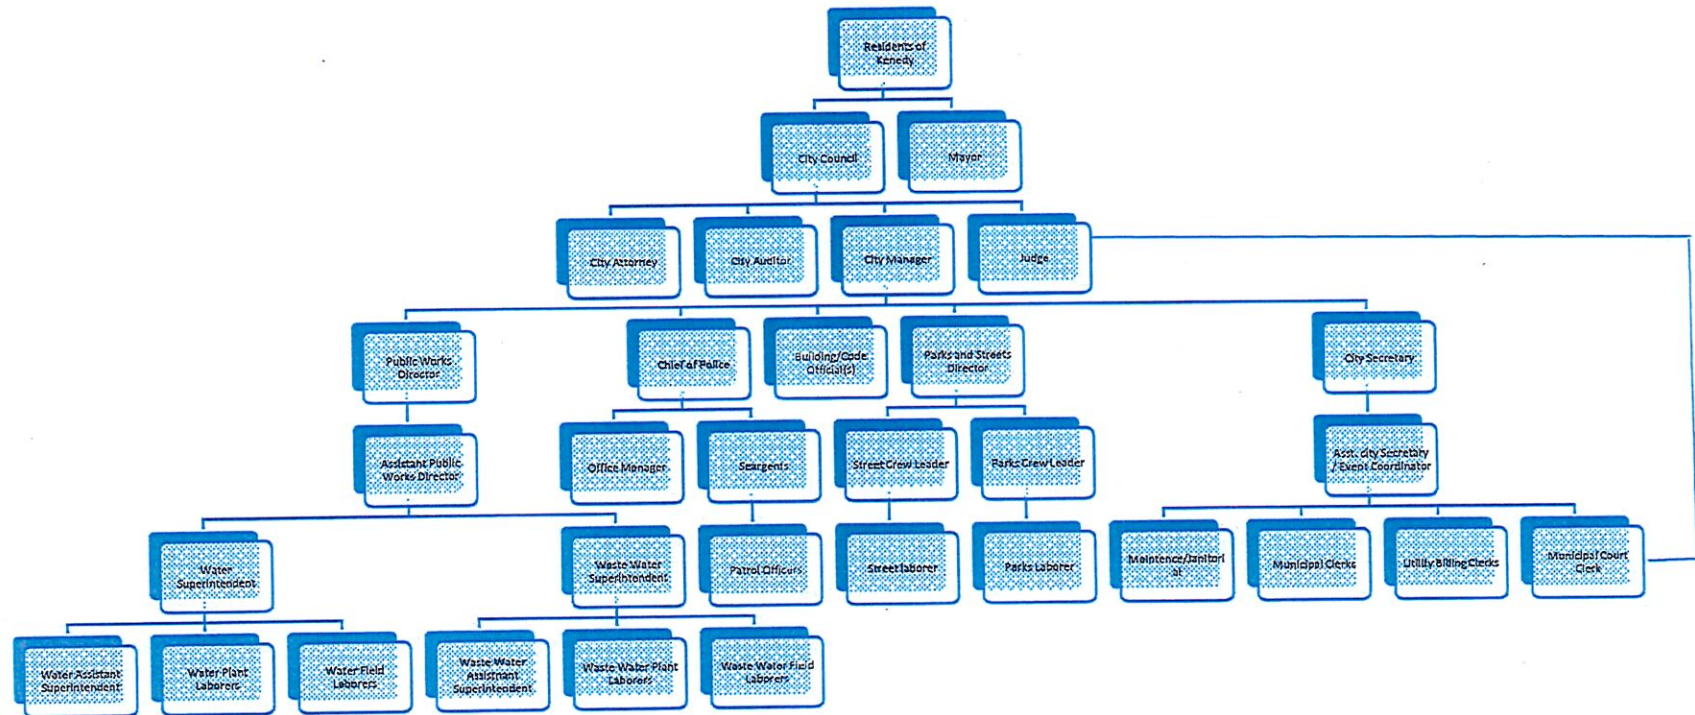 Residents of
Kenedy
City Council
Mayor
City Attorney
City Auditor
City Manager
Judge
Public Works
Director
Chief of Police
Building/Code
Official(s)
Parks and Streets
Director
City Secretary
Assistant Public
Works Director
Office Manager
Seargents
Street Crew Leader
Parks Crew Leader
Asst. city Secretary
/ Event Coordinator
Water
Superintendent
Waste Water
Superintendent
Patrol Officers
Street laborer
Parks Laborer
Maintence/Janitori
al
Municipal Clerks
Utility Billing Clerks
Municipal Court
Clerk
Water Assistant
Superintendent
Water Plant
Laborers
Water Field
Laborers
Waste Water
Assistnant
Superintendent
Waste Water Plant
Laborers
Waste Water Field
Laborers